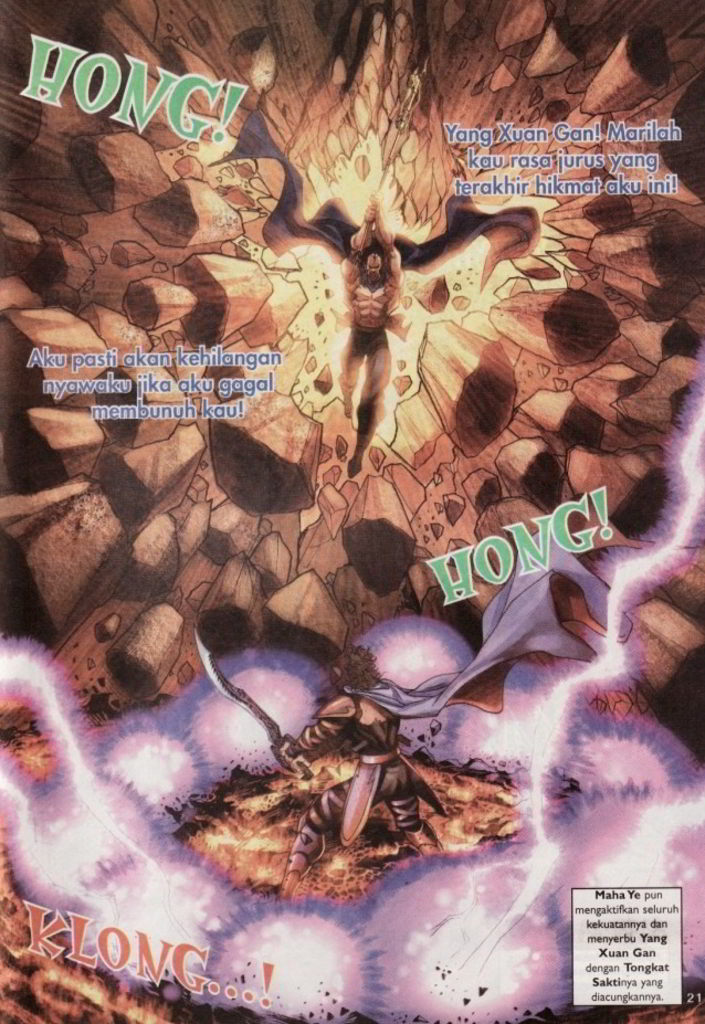 HONG!
Yang Xuan Gan! Marilah
kau rasa jurus yang
terakhir hikmat aku ini!
Aku pasti akan kehilangan
nyawaku jika aku gagal
membunuh kau!
HONG!
KLONG...!
Maha Ye pun
mengaktifkan seluruh
kekuatannya dan
menyerbu Yang
Xuan Gan
dengan Tongkat
Saktinya yang
diacungkannya.
21